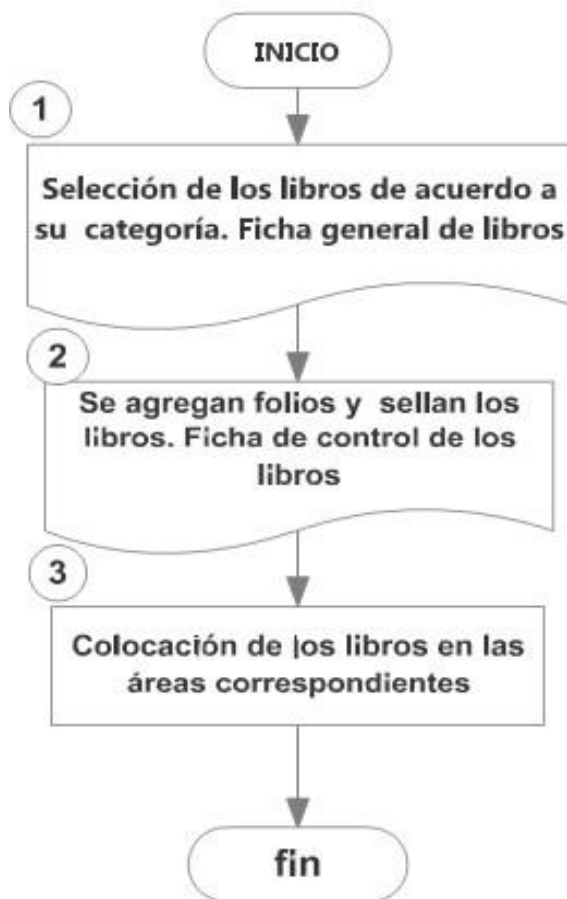 INICIO
1
Selección de los libros de acuerdo a
su categoría. Ficha general de libros
2
Se agregan folios y sellan los
libros. Ficha de control de los
libros
3
Colocación de los libros en las
áreas correspondientes
fin